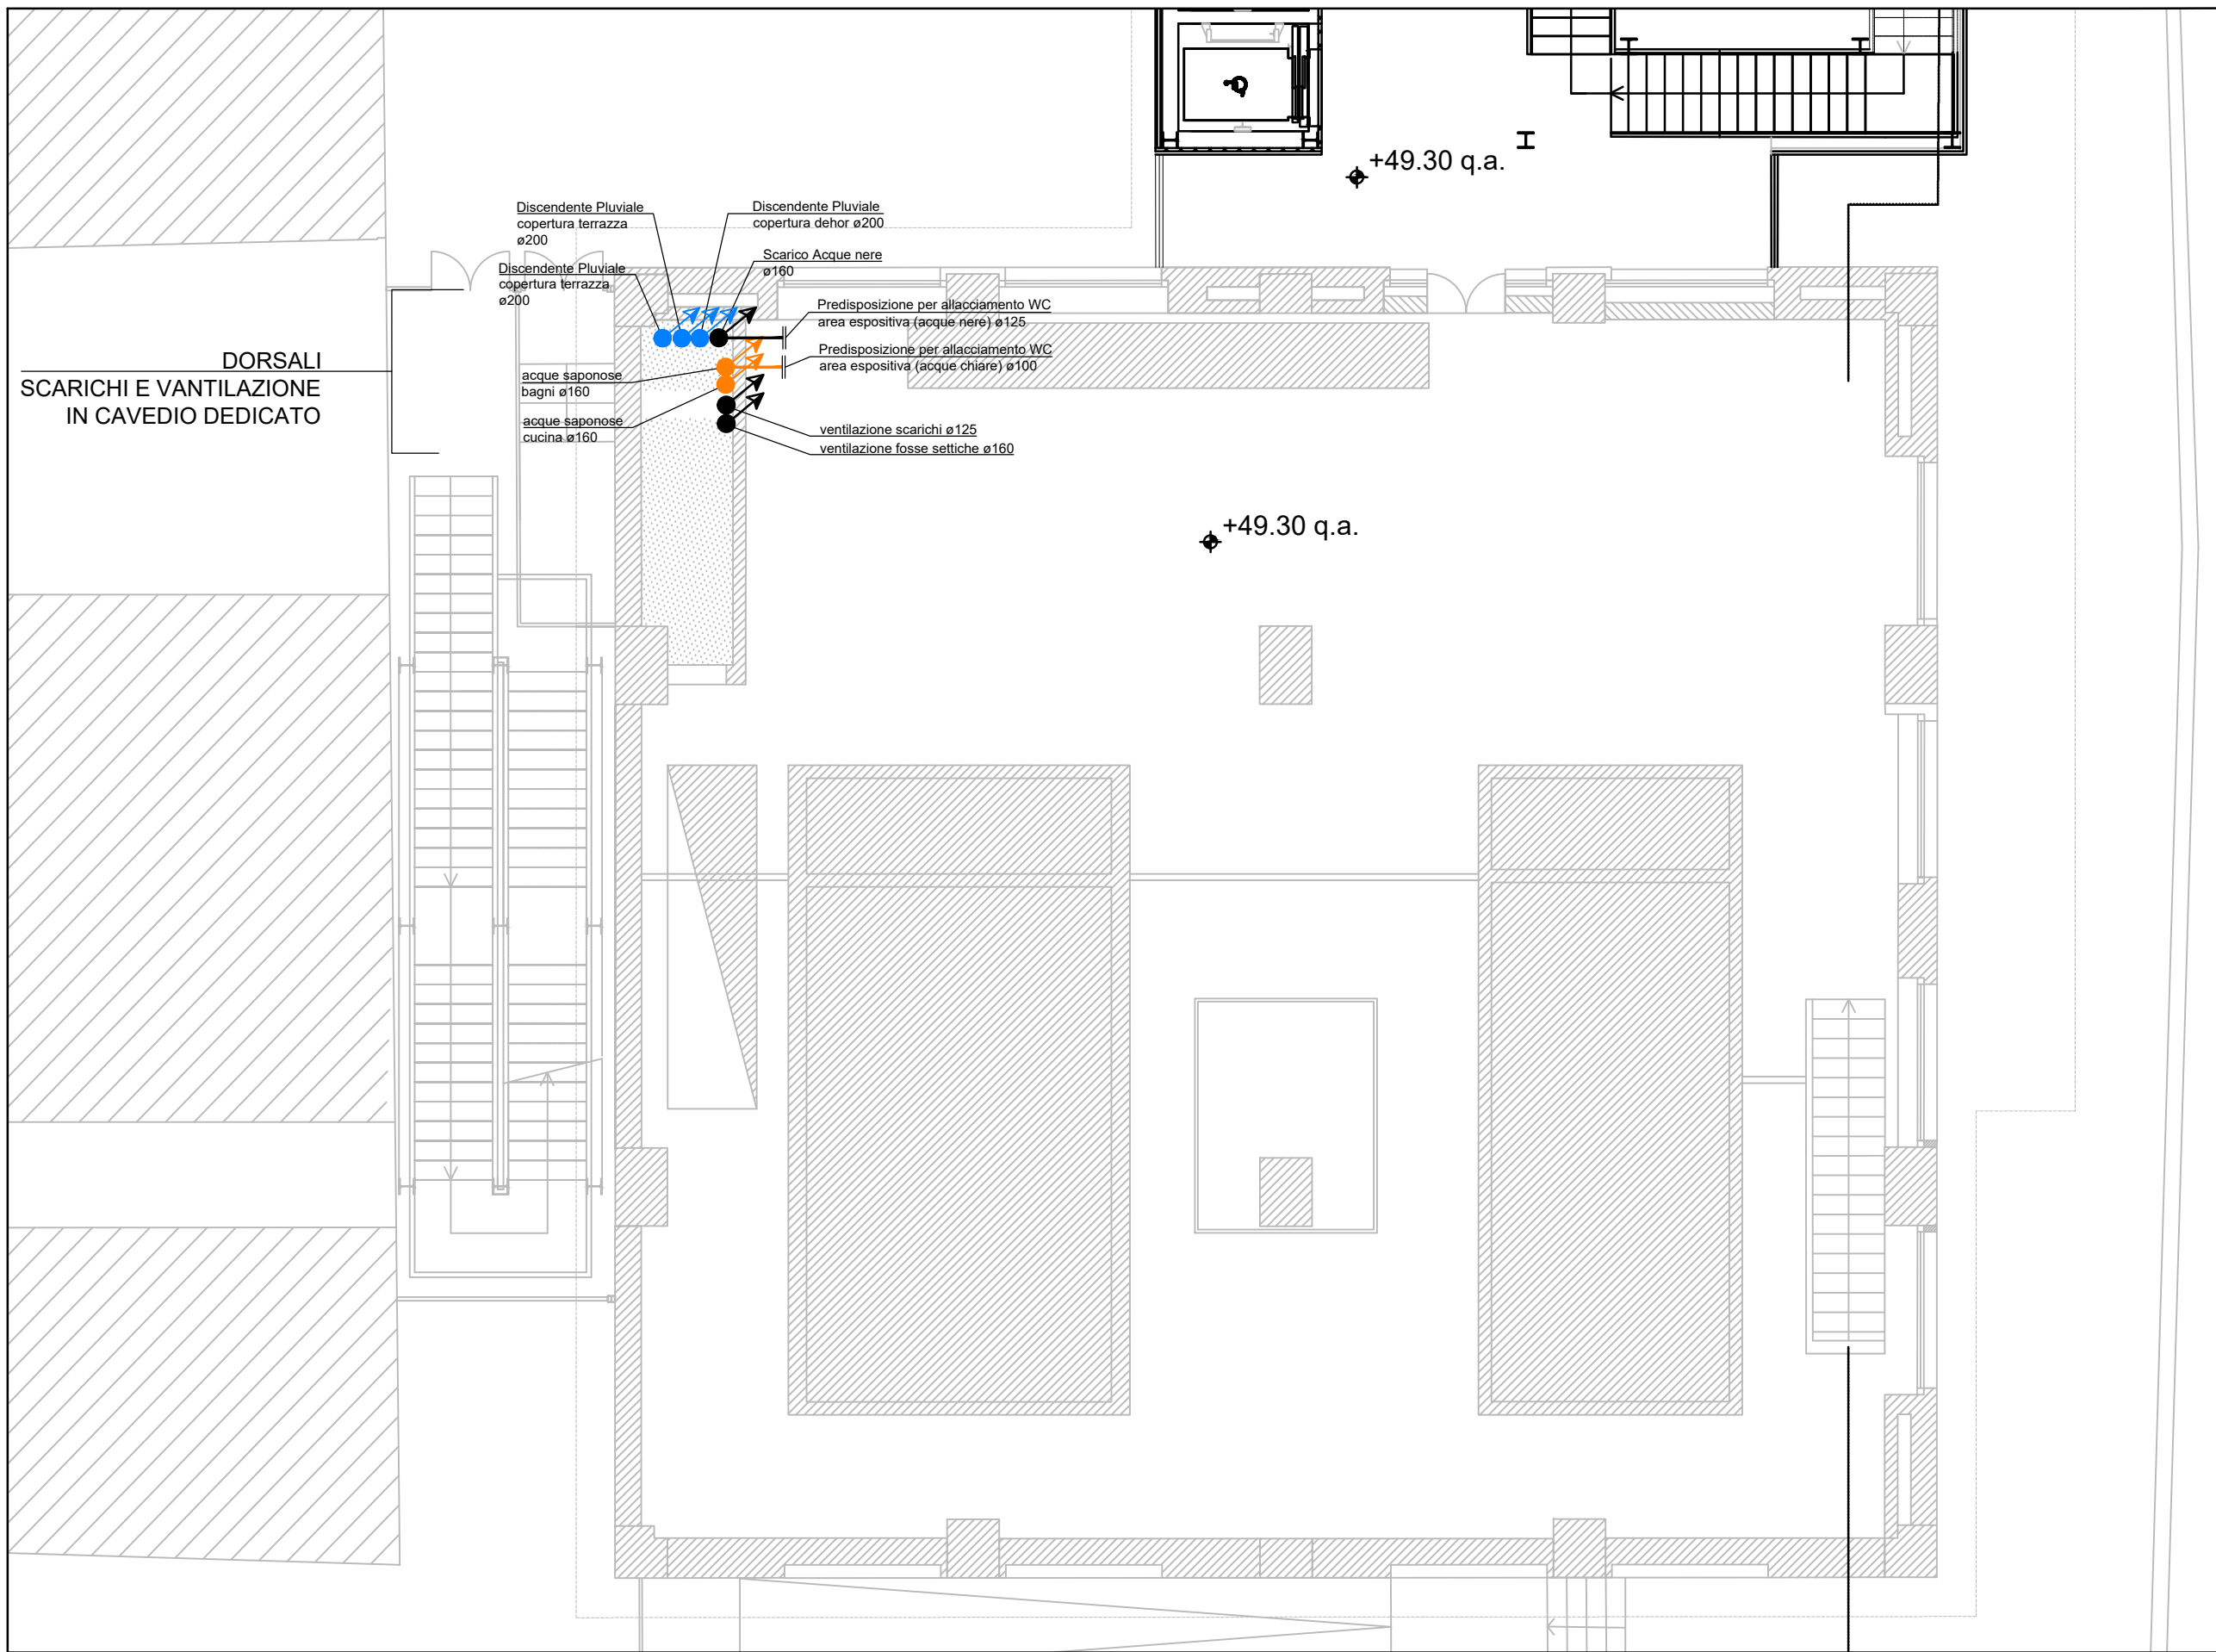 +49.30 q.a.
Discendente Pluviale
copertura terrazza
ø200
Discendente Pluviale
copertura dehor ø200
Discendente Pluviale
copertura terrazza
ø200
Scarico Acque nere
ø160
Predisposizione per allacciamento WC
area espositiva (acque nere) ø125
Predisposizione per allacciamento WC
area espositiva (acque chiare) ø100
DORSALI
SCARICHI E VANTILAZIONE
IN CAVEDIO DEDICATO
acque saponose
bagni ø160
acque saponose
cucina ø160
ventilazione scarichi ø125
ventilazione fosse settiche ø160
+49.30 q.a.